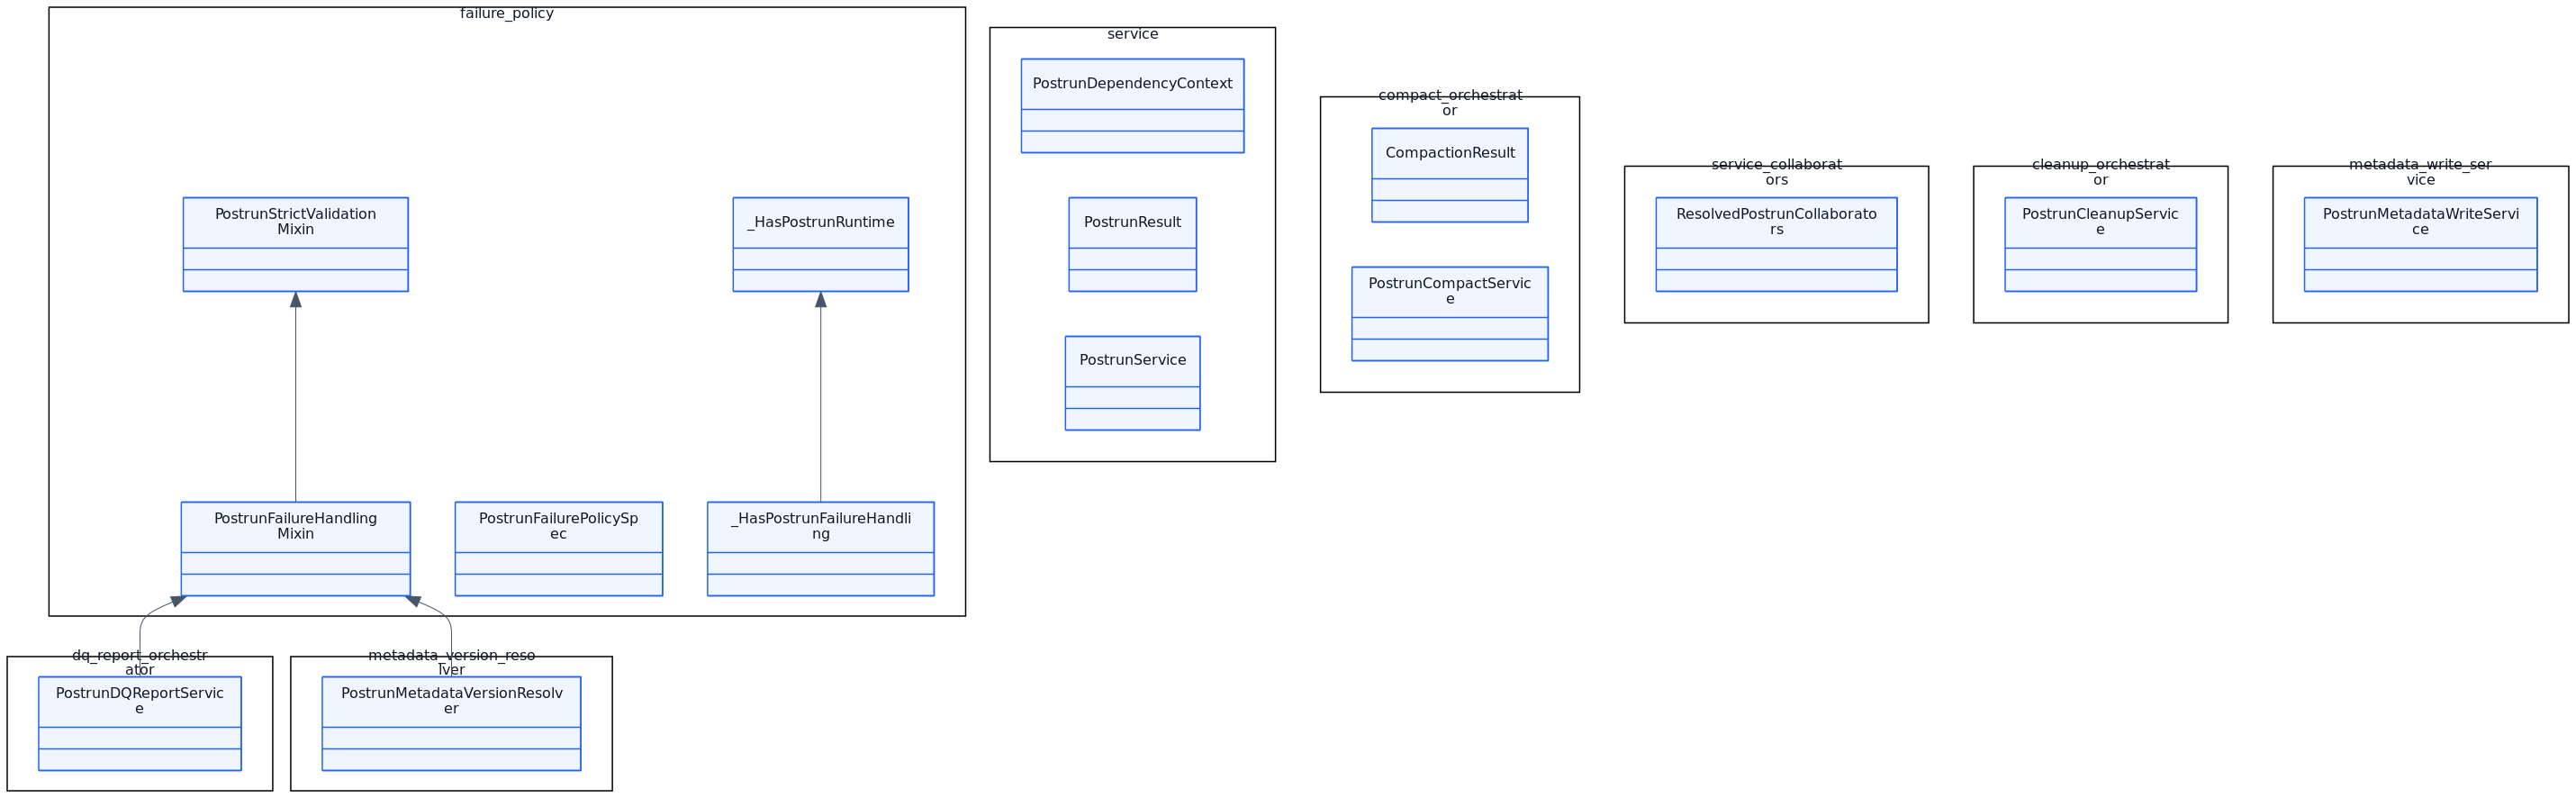 failure_policy
PostrunStrictValidation
Mixin
_HasPostrunRuntime
PostrunFailureHandling
Mixin
PostrunFailurePolicySp
ec
_HasPostrunFailureHandli
ng
service
PostrunDependencyContext
PostrunResult
PostrunService
compact_orchestrat
or
CompactionResult
PostrunCompactServic
e
service_collaborat
ors
ResolvedPostrunCollaborato
rs
cleanup_orchestrat
or
PostrunCleanupServic
e
metadata_write_ser
vice
PostrunMetadataWriteServi
ce
dq_report_orchestr
ator
PostrunDQReportServic
e
metadata_version_reso
lver
PostrunMetadataVersionResolv
er